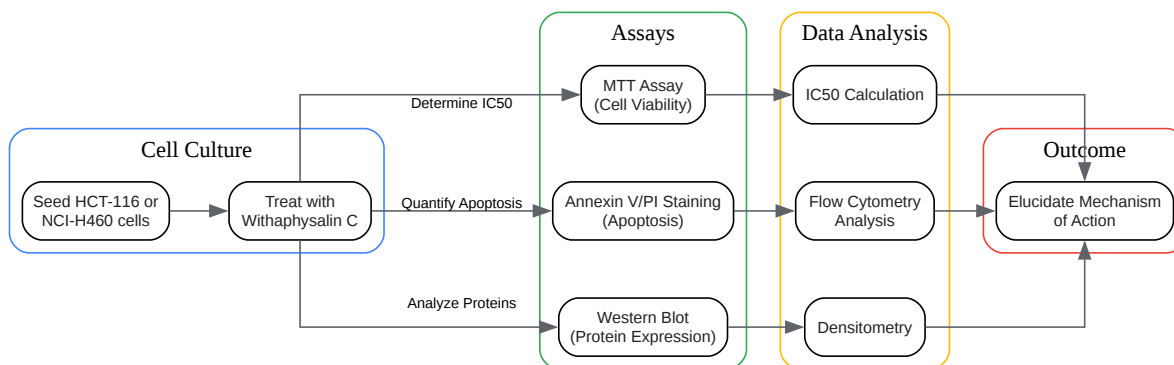 Assays
Data Analysis
MTT Assay
(Cell Viability)
IC50 Calculation
Determine IC50
Cell Culture
Outcome
Seed HCT-116 or
NCI-H460 cells
Treat with
Withaphysalin C
Quantify Apoptosis
Annexin V/PI Staining
(Apoptosis)
Flow Cytometry
Analysis
Elucidate Mechanism
of Action
Analyze Proteins
Western Blot
(Protein Expression)
Densitometry